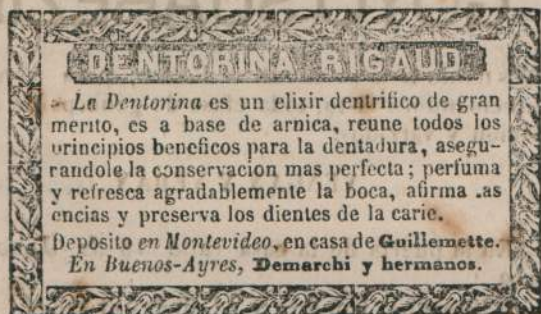 DENTORINA RIGAUD
La Dentorina es un elixir dentrifico de gran
merito, es a base de arnica, reune todos los
principios beneficos para la dentadura, asegu-
randole la conservacion mas perfecta; perfuma
y refresca agradablemente la boca, afirma las
encias y preserva los dientes de la carie.
Deposito en Montevideo, en casa de Guillemette.
En Buenos-Ayres, Demarchi y hermanos.